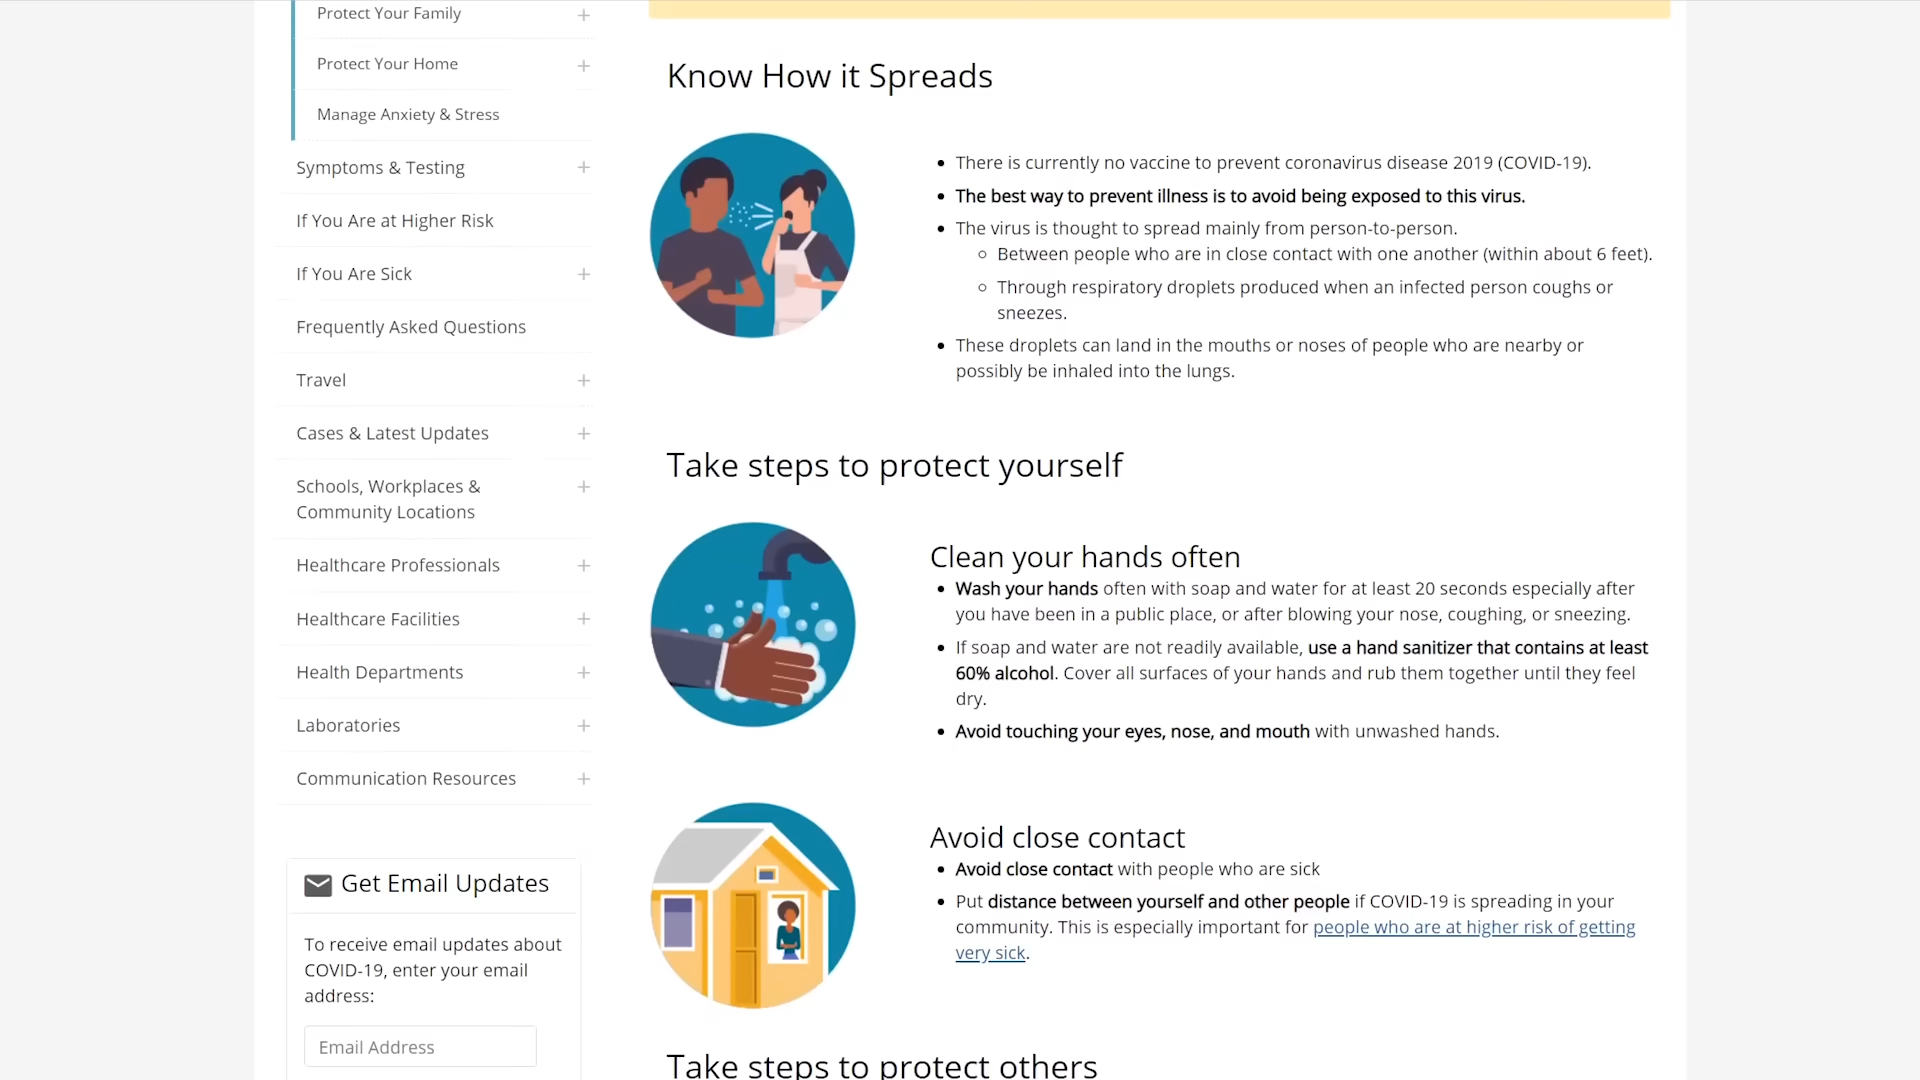 Protect Your Family
Protect Your Home
Manage Anxiety & Stress
Symptoms & Testing
If You Are at Higher Risk
If You Are Sick
Frequently Asked Questions
Travel
Cases & Latest Updates
Schools, Workplaces &
Community Locations
Healthcare Professionals
Healthcare Facilities
Health Departments
Laboratories
Communication Resources
Get Email Updates
To receive email updates about
COVID-19, enter your email
address:
Email Address
Know How it Spreads
There is currently no vaccine to prevent coronavirus disease 2019 (COVID-19).
The best way to prevent illness is to avoid being exposed to this virus.
The virus is thought to spread mainly from person-to-person.
Between people who are in close contact with one another (within about 6 feet).
Through respiratory droplets produced when an infected person coughs or
sneezes.
These droplets can land in the mouths or noses of people who are nearby or
possibly be inhaled into the lungs.
Take steps to protect yourself
Clean your hands often
Wash your hands often with soap and water for at least 20 seconds especially after
you have been in a public place, or after blowing your nose, coughing, or sneezing.
If soap and water are not readily available, use a hand sanitizer that contains at least
60% alcohol. Cover all surfaces of your hands and rub them together until they feel
dry.
Avoid touching your eyes, nose, and mouth with unwashed hands.
Avoid close contact
Avoid close contact with people who are sick
Put distance between yourself and other people if COVID-19 is spreading in your
community. This is especially important for people who are at higher risk of getting
very sick.
Take steps to protect others